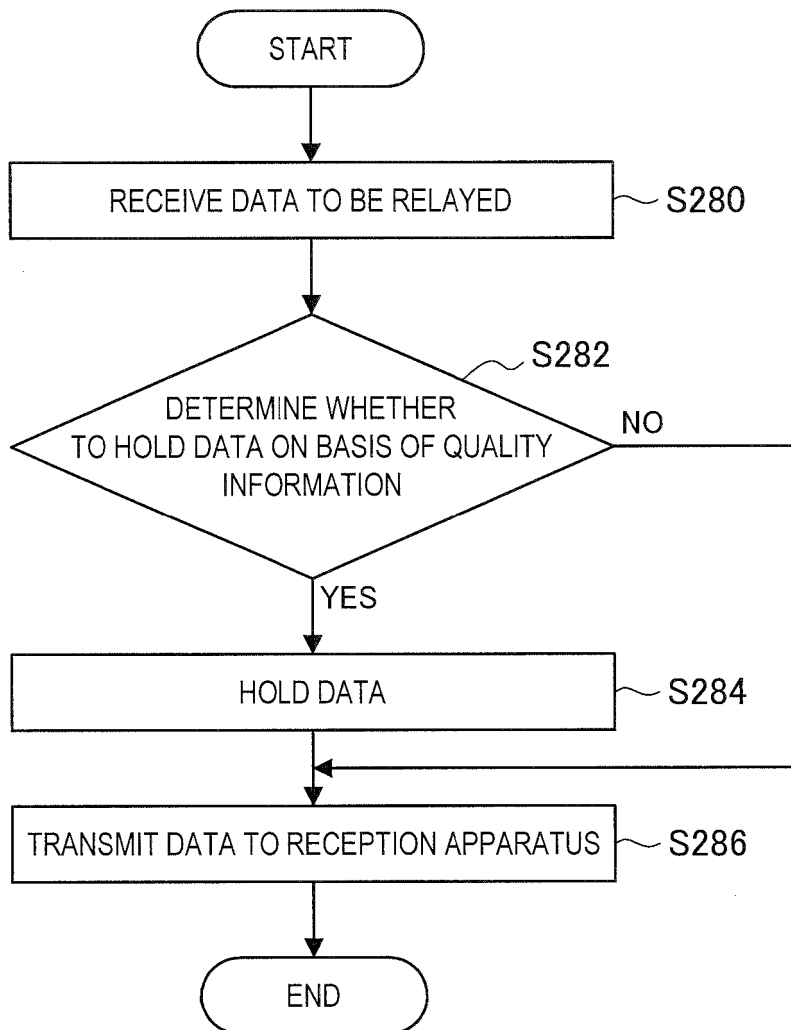 START
RECEIVE DATA TO BE RELAYED
S280
S282
DETERMINE WHETHER
TO HOLD DATA ON BASIS OF QUALITY
INFORMATION
NO
YES
HOLD DATA
S284
TRANSMIT DATA TO RECEPTION APPARATUS
S286
END